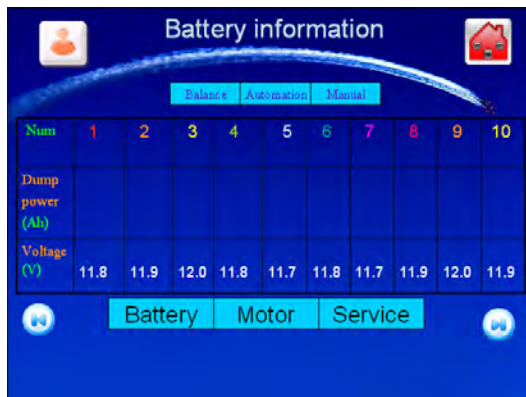 Battery information
Balance Automation Manual
Num 1 2 3 4 5 6 7 8 9 10
Dump
power
(Ah)
Voltage
(V) 11.8 11.9 12.0 11.8 11.7 11.8 11.7 11.9 12.0 11.9
Battery Motor Service